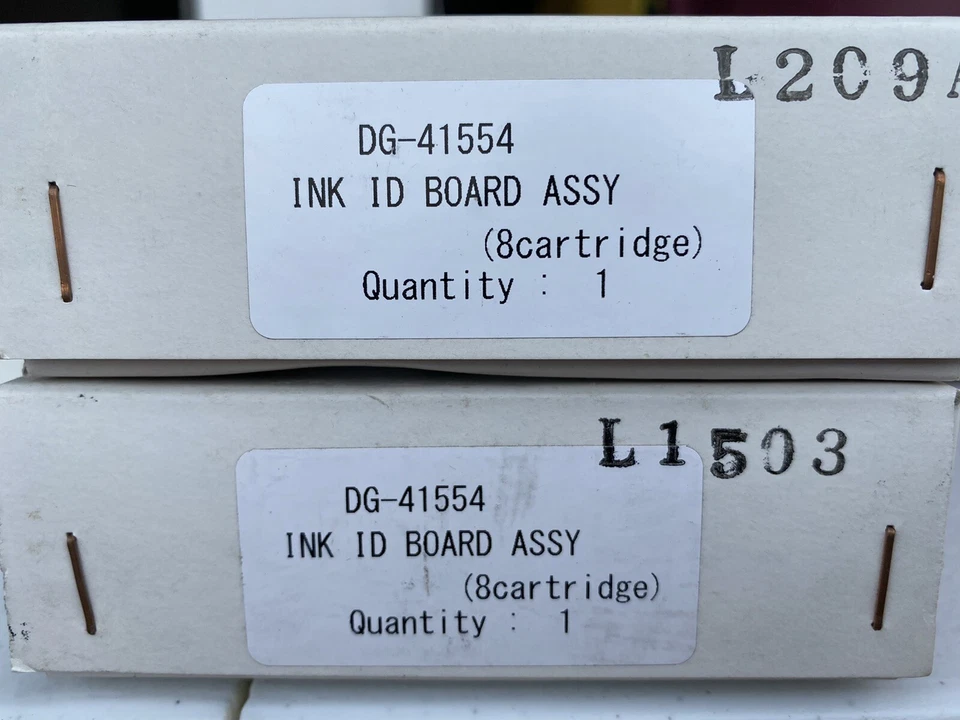 L209A
DG-41554
INK ID BOARD ASSY
(8cartridge)
Quantity : 1
L1503
DG-41554
INK ID BOARD ASSY
(8cartridge)
Quantity : 1